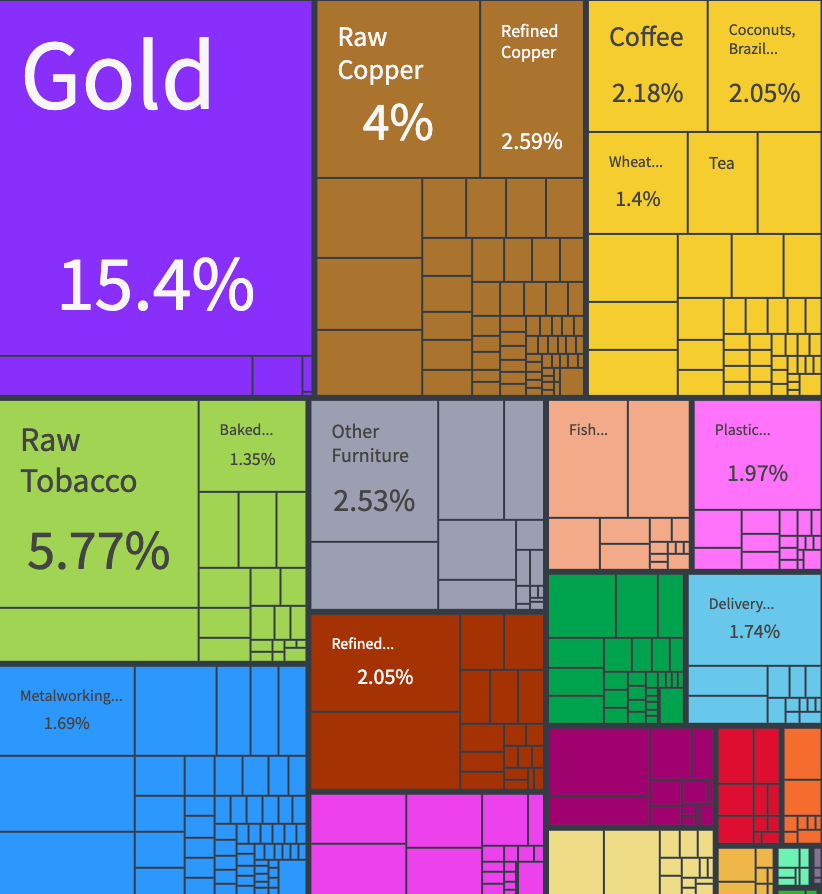 Gold
15.4%
Raw
Copper
4%
Refined
Copper
2.59%
Coffee
2.18%
Coconuts,
Brazil...
2.05%
Wheat...
1.4%
Tea
Raw
Tobacco
5.77%
Baked...
1.35%
Other
Furniture
2.53%
Fish...
Plastic...
1.97%
Delivery...
1.74%
Refined...
2.05%
Metalworking...
1.69%